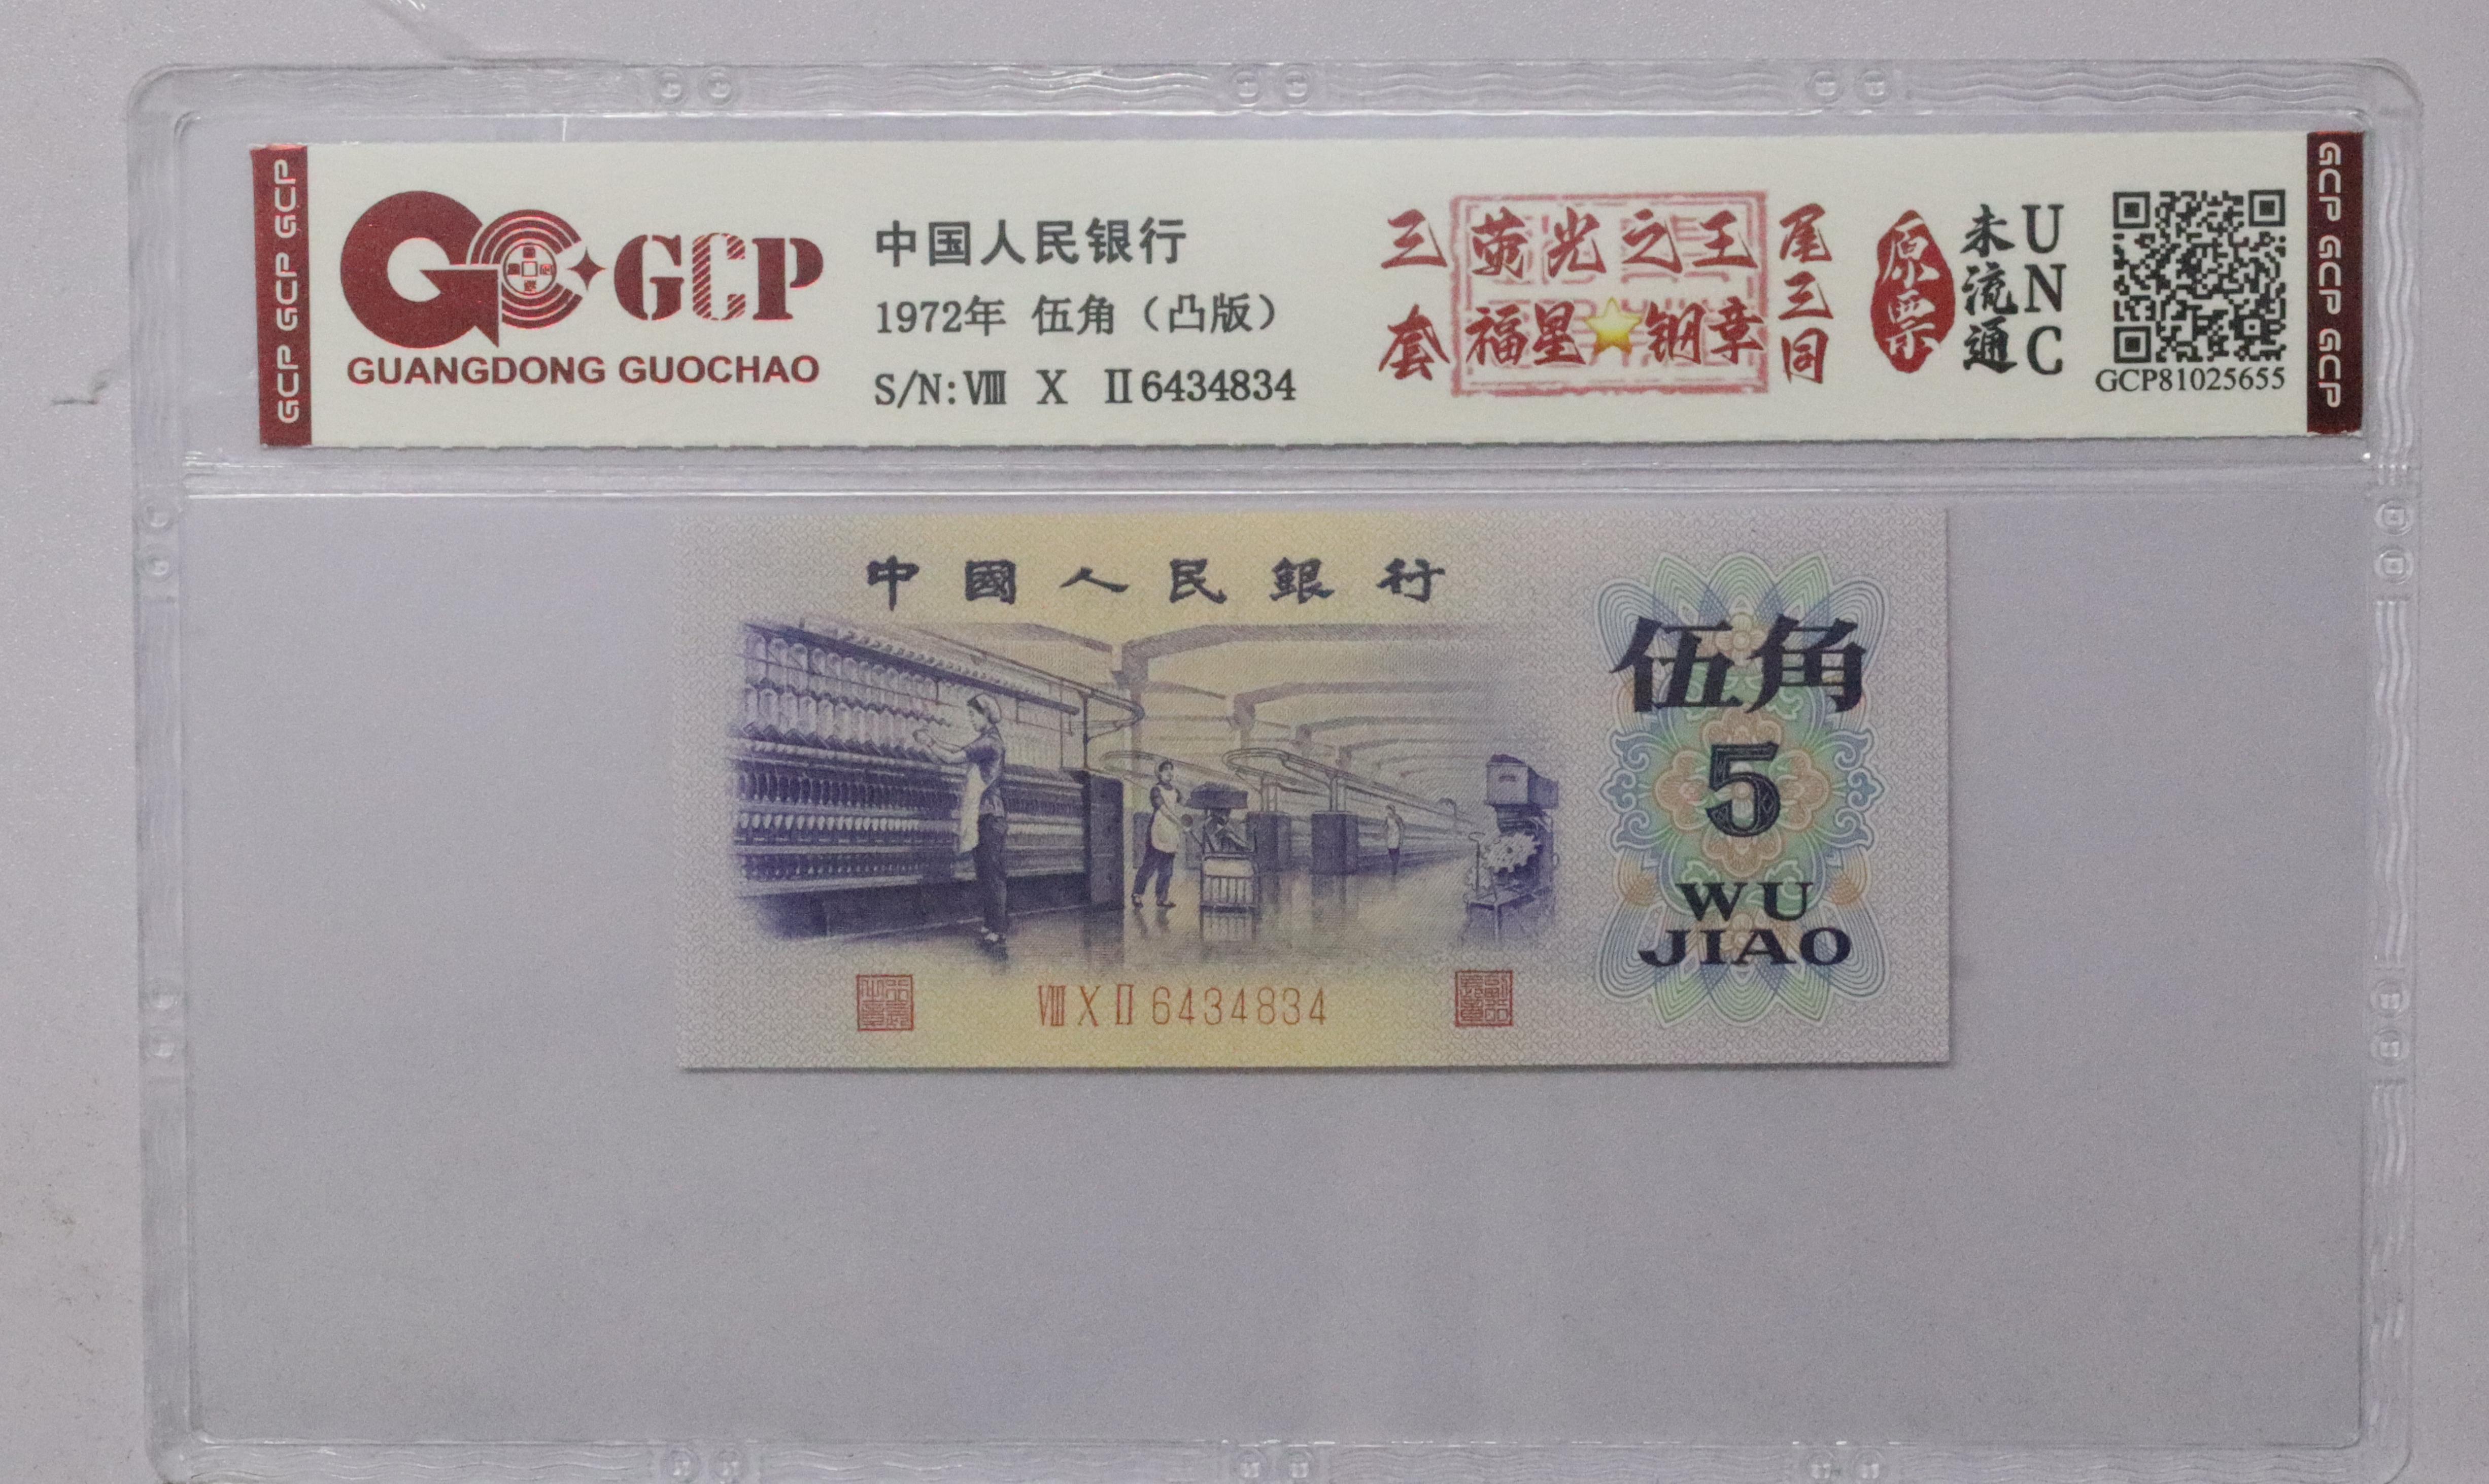 GCP GCP GCP
GCP
GUANGDONG GUOCHAO
中国人民银行
1972年 伍角（凸版）
S/N:Ⅷ Ⅹ Ⅱ6434834
三套
荧光之王
福星⭐钢章
尾三同
原票
未流通
UNC
GCP81025655
GCP GCP GCP
中國人民銀行
伍角
5
WU
JIAO
Ⅷ Ⅹ Ⅱ 6434834